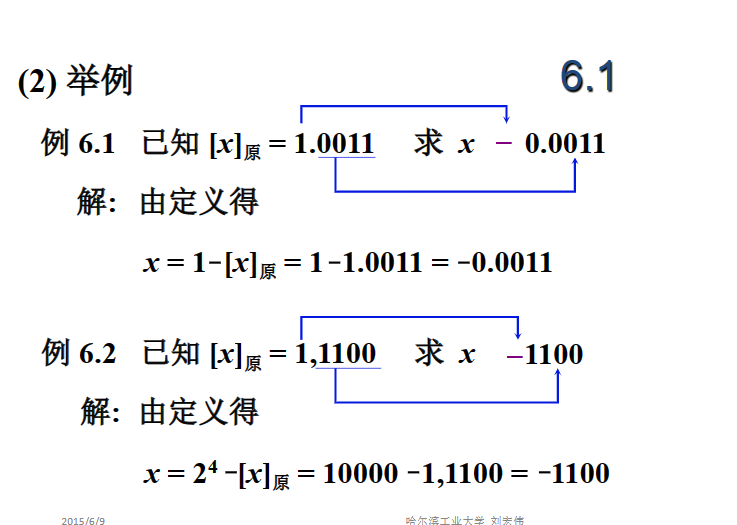 (2) 举例 6.1
例 6.1 已知 [x]原 = 1.0011 求 x − 0.0011
解: 由定义得
x = 1−[x]原 = 1−1.0011 = −0.0011
例 6.2 已知 [x]原 = 1,1100 求 x −1100
解: 由定义得
x = 2⁴ −[x]原 = 10000 −1,1100 = −1100
2015/6/9 哈尔滨工业大学 刘宏伟